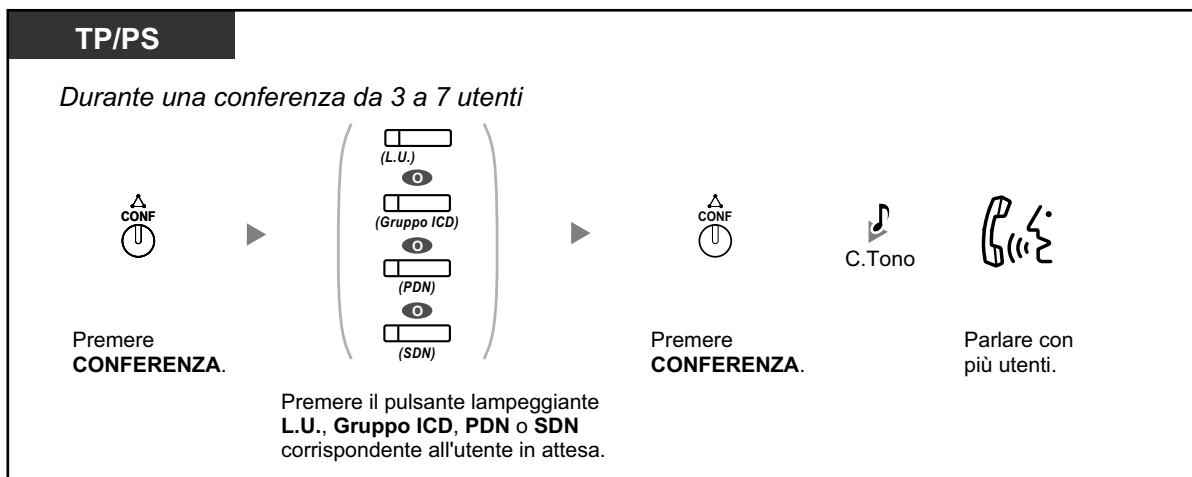 TP/PS
Durante una conferenza da 3 a 7 utenti
CONF
Premere
CONFERENZA.
(L.U.)
O
(Gruppo ICD)
O
(PDN)
O
(SDN)
Premere il pulsante lampeggiante
L.U., Gruppo ICD, PDN o SDN
corrispondente all'utente in attesa.
CONF
Premere
CONFERENZA.
C.Tono
Parlare con
più utenti.